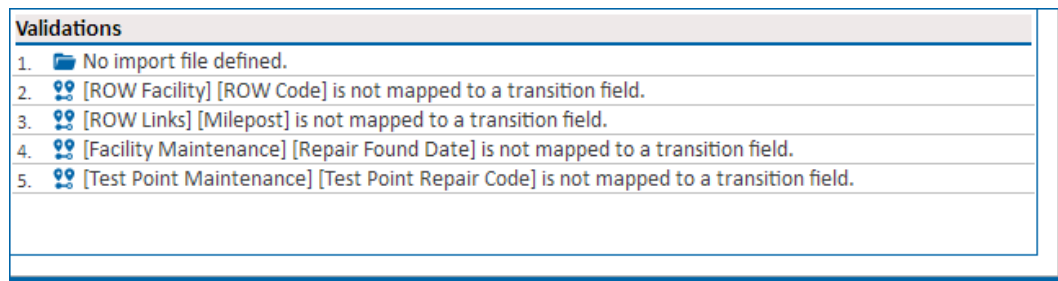 Validations
1. No import file defined.
2. [ROW Facility] [ROW Code] is not mapped to a transition field.
3. [ROW Links] [Milepost] is not mapped to a transition field.
4. [Facility Maintenance] [Repair Found Date] is not mapped to a transition field.
5. [Test Point Maintenance] [Test Point Repair Code] is not mapped to a transition field.